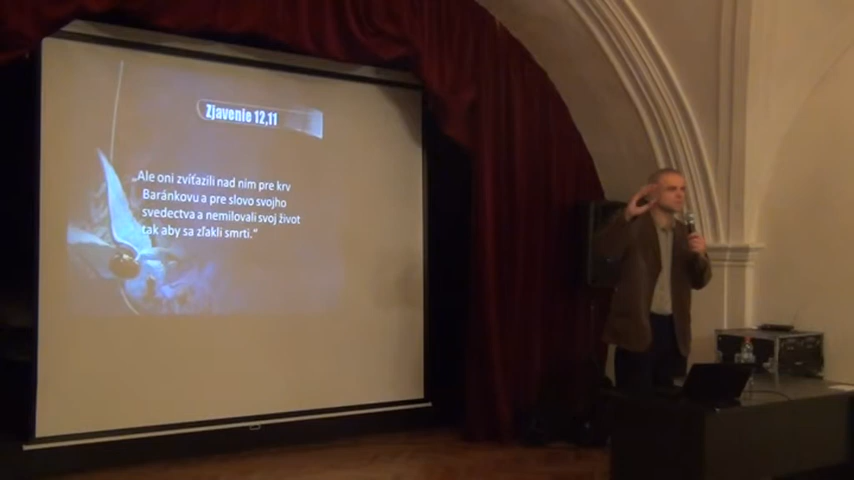 Zjavenie 12,11
Ale oni zvíťazili nad nim pre krv
Baránkovu a pre slovo svojho
svedectva a nemilovali svoj život
tak aby sa zľakli smrti.“